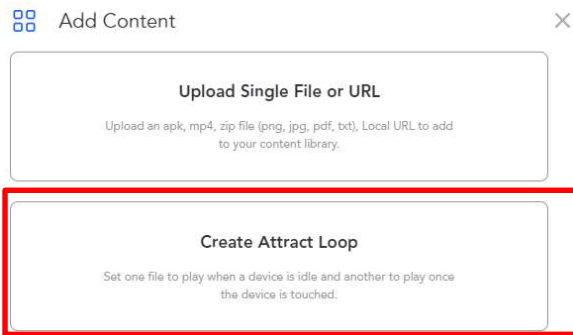 Add Content
Upload Single File or URL
Upload an apk, mp4, zip file (png, jpg, pdf, txt), Local URL to add
to your content library.
Create Attract Loop
Set one file to play when a device is idle and another to play once
the device is touched.